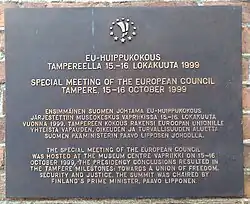 EU-HUIPPUKOKOUS
TAMPEREELLA 15.-16. LOKAKUUTA 1999
SPECIAL MEETING OF THE EUROPEAN COUNCIL
TAMPERE, 15-16 OCTOBER 1999
ENSIMMÄINEN SUOMEN JOHTAMA EU-HUIPPUKOKOUS
JÄRJESTETTIIN MUSEOKESKUS VAPRIIKISSA 15.-16. LOKAKUUTA
VUONNA 1999. TAMPEREEN KOKOUS RAKENSI EUROOPAN UNIONILLE
YHTEISTÄ VAPAUDEN, OIKEUDEN JA TURVALLISUUDEN ALUETTA
SUOMEN PÄÄMINISTERIN PAAVO LIPPONEN JOHDOLLA.
THE SPECIAL MEETING OF THE EUROPEAN COUNCIL
WAS HOSTED AT THE MUSEUM CENTRE VAPRIIKKI ON 15-16
OCTOBER 1999. THE PRESIDENCY CONCLUSIONS RESULTED IN
THE TAMPERE MILESTONES: TOWARDS A UNION OF FREEDOM,
SECURITY AND JUSTICE. THE SUMMIT WAS CHAIRED BY
FINLAND'S PRIME MINISTER, PAAVO LIPPONEN.